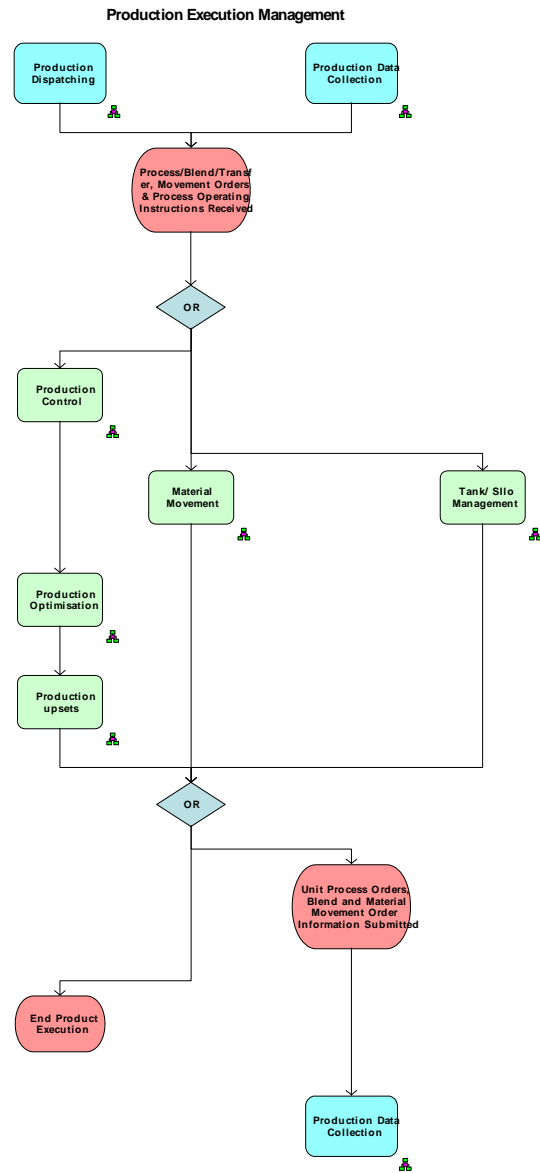 Production Execution Management
Production
Dispatching
Production Data
Collection
Process/Blend/Transf
er, Movement Orders
& Process Operating
Instructions Received
OR
Production
Control
Material
Movement
Tank/ SIlo
Management
Production
Optimisation
Production
upsets
OR
Unit Process Orders,
Blend and Material
Movement Order
Information Submitted
End Product
Execution
Production Data
Collection